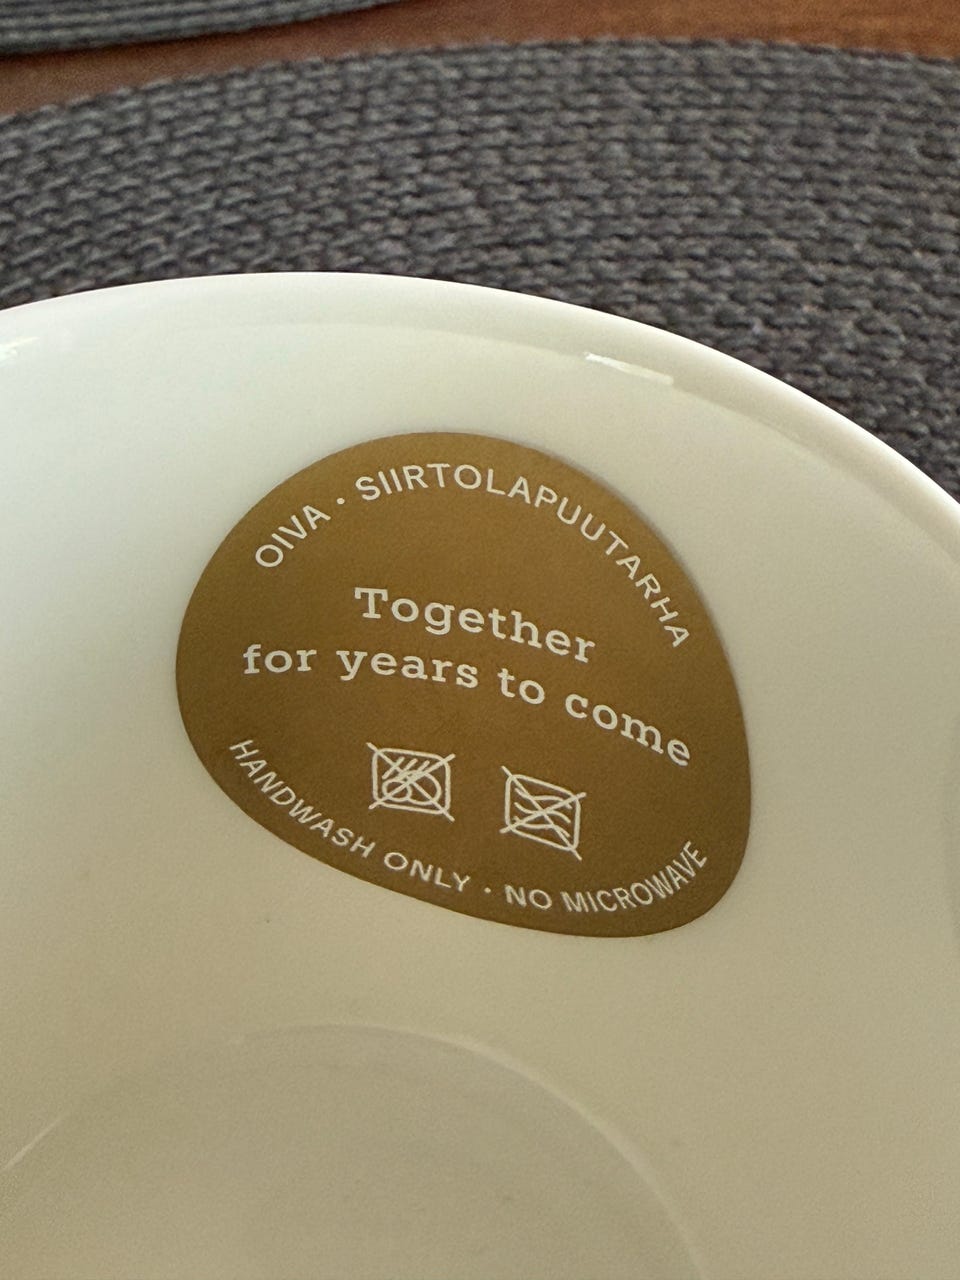 OIVA · SIIRTOLAPUUTARHA
Together
for years to come
HANDWASH ONLY · NO MICROWAVE